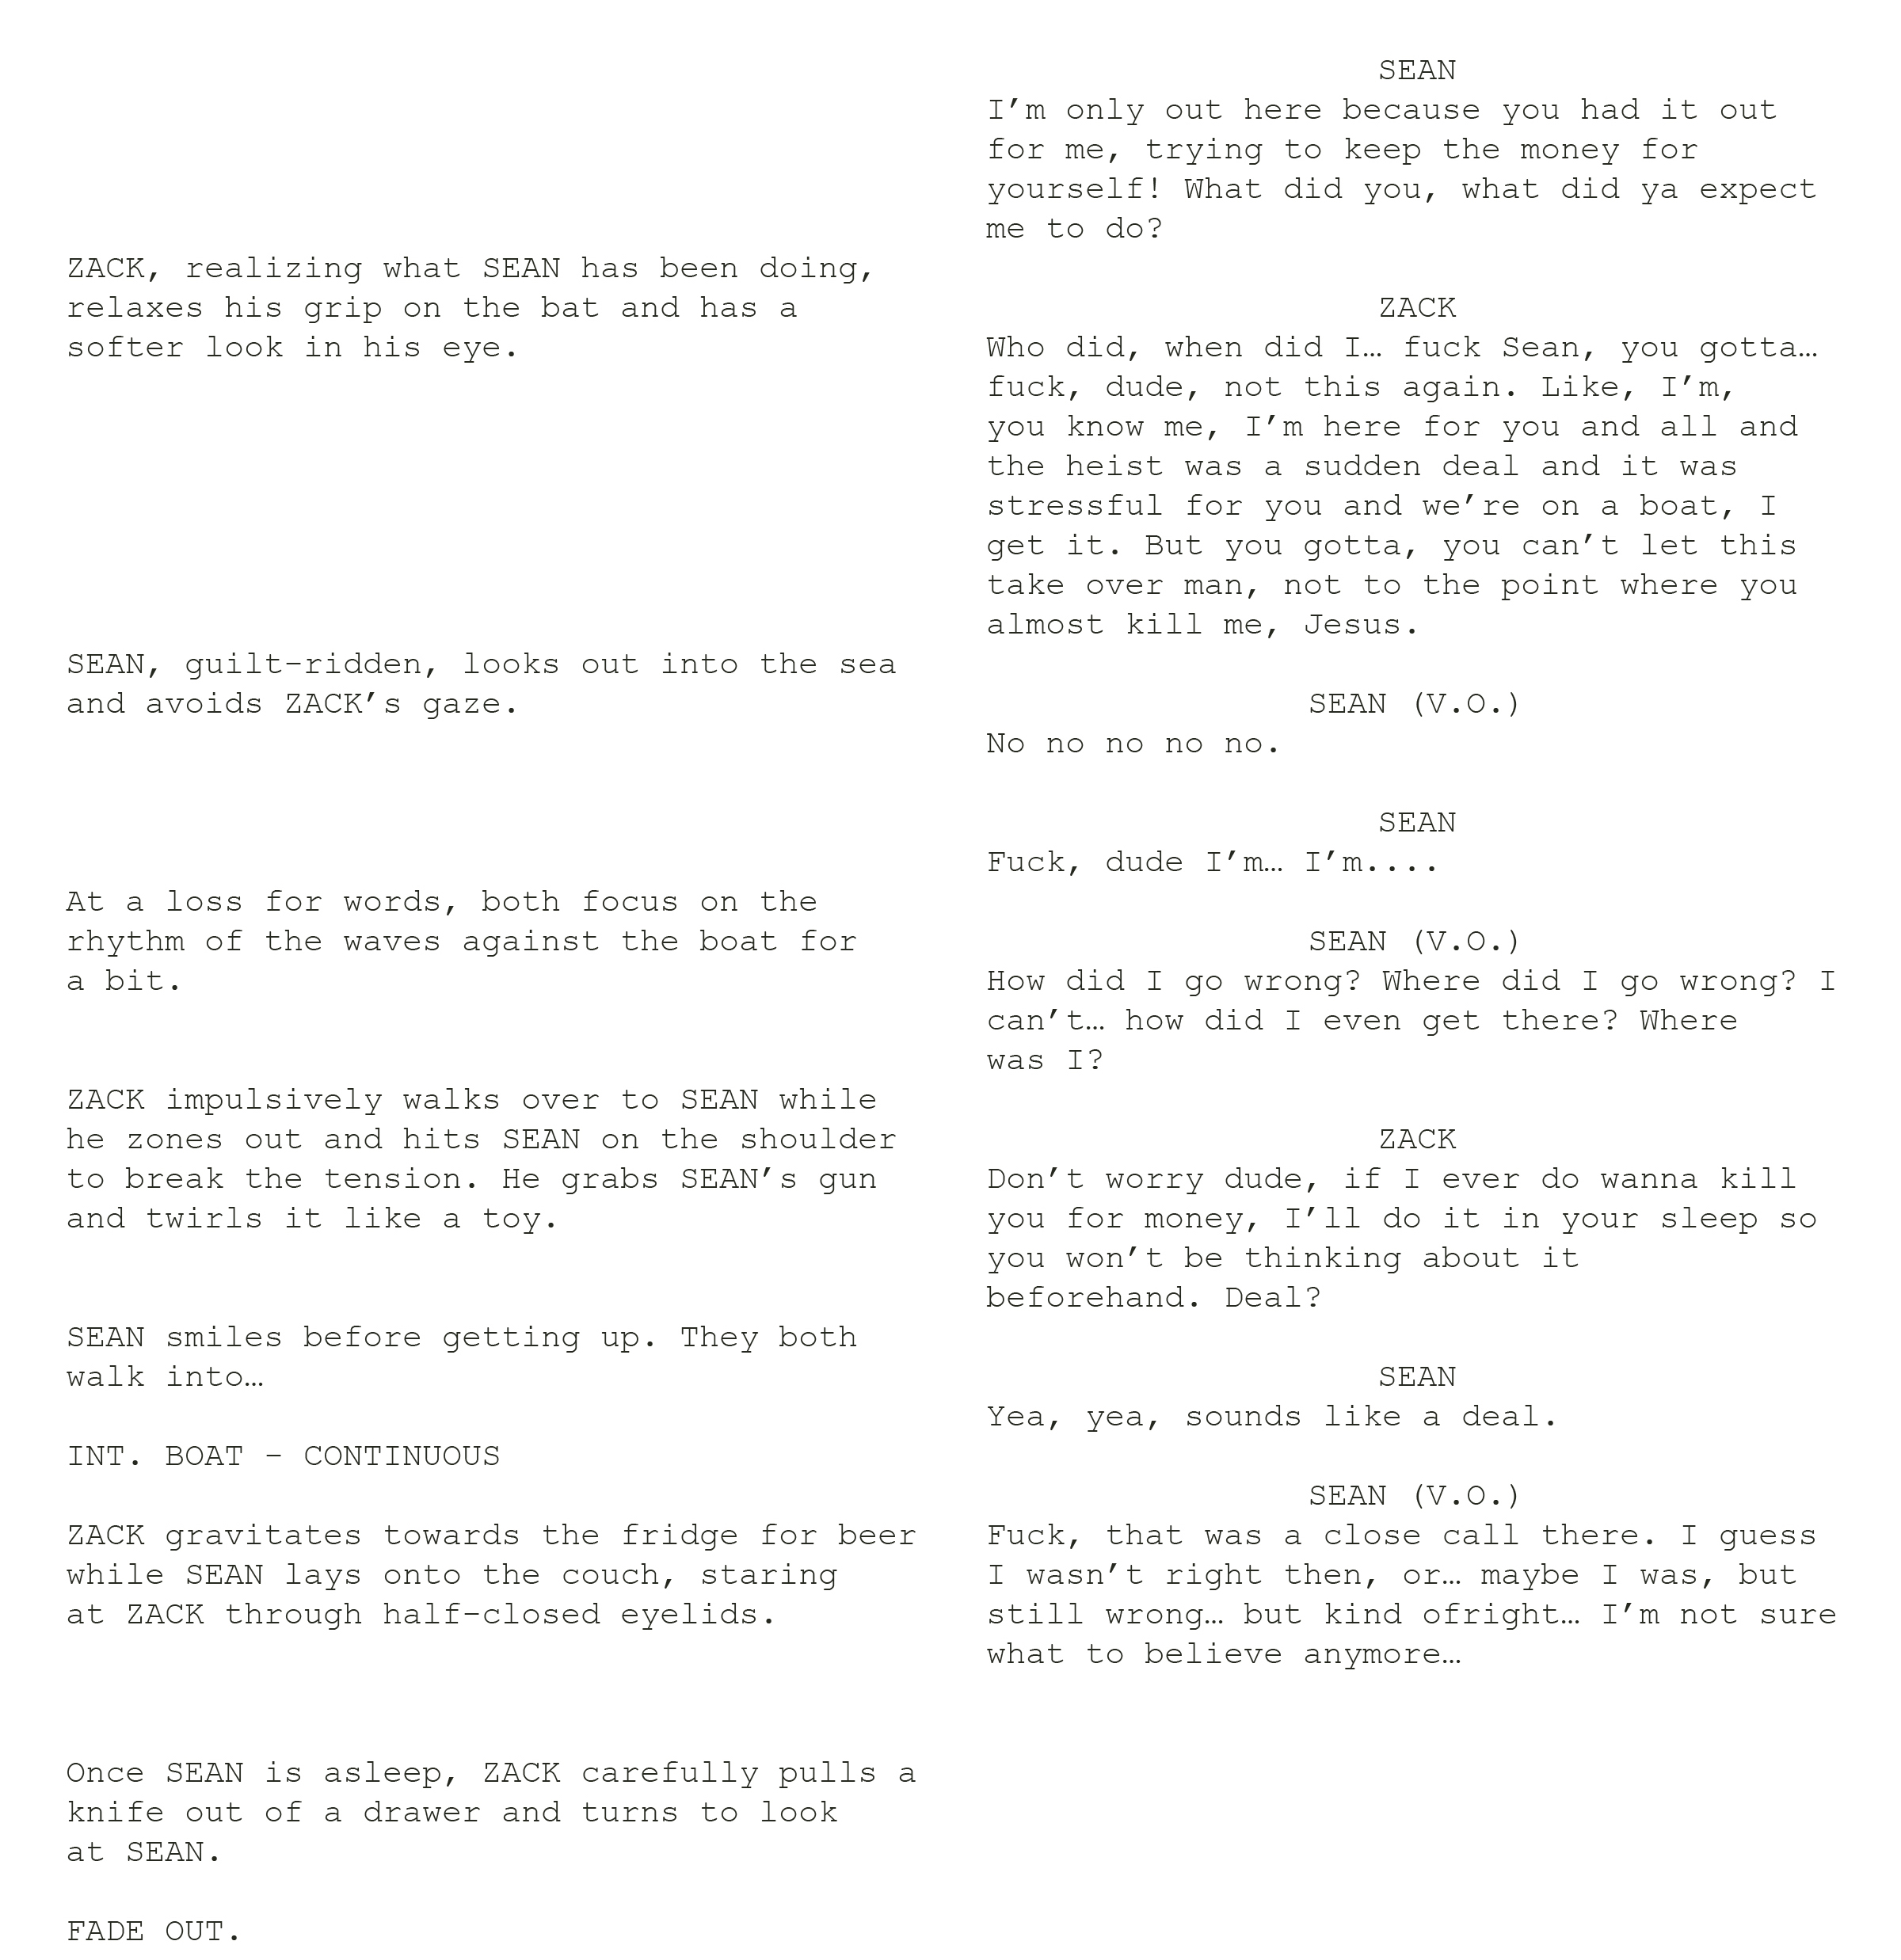 ZACK, realizing what SEAN has been doing,
relaxes his grip on the bat and has a
softer look in his eye.
SEAN, guilt-ridden, looks out into the sea
and avoids ZACK’s gaze.
At a loss for words, both focus on the
rhythm of the waves against the boat for
a bit.
ZACK impulsively walks over to SEAN while
he zones out and hits SEAN on the shoulder
to break the tension. He grabs SEAN’s gun
and twirls it like a toy.
SEAN smiles before getting up. They both
walk into…
INT. BOAT - CONTINUOUS
ZACK gravitates towards the fridge for beer
while SEAN lays onto the couch, staring
at ZACK through half-closed eyelids.
Once SEAN is asleep, ZACK carefully pulls a
knife out of a drawer and turns to look
at SEAN.
FADE OUT.
SEAN
I’m only out here because you had it out
for me, trying to keep the money for
yourself! What did you, what did ya expect
me to do?
ZACK
Who did, when did I… fuck Sean, you gotta…
fuck, dude, not this again. Like, I’m,
you know me, I’m here for you and all and
the heist was a sudden deal and it was
stressful for you and we’re on a boat, I
get it. But you gotta, you can’t let this
take over man, not to the point where you
almost kill me, Jesus.
SEAN (V.O.)
No no no no no.
SEAN
Fuck, dude I’m… I’m....
SEAN (V.O.)
How did I go wrong? Where did I go wrong? I
can’t… how did I even get there? Where
was I?
ZACK
Don’t worry dude, if I ever do wanna kill
you for money, I’ll do it in your sleep so
you won’t be thinking about it
beforehand. Deal?
SEAN
Yea, yea, sounds like a deal.
SEAN (V.O.)
Fuck, that was a close call there. I guess
I wasn’t right then, or… maybe I was, but
still wrong… but kind ofright… I’m not sure
what to believe anymore…